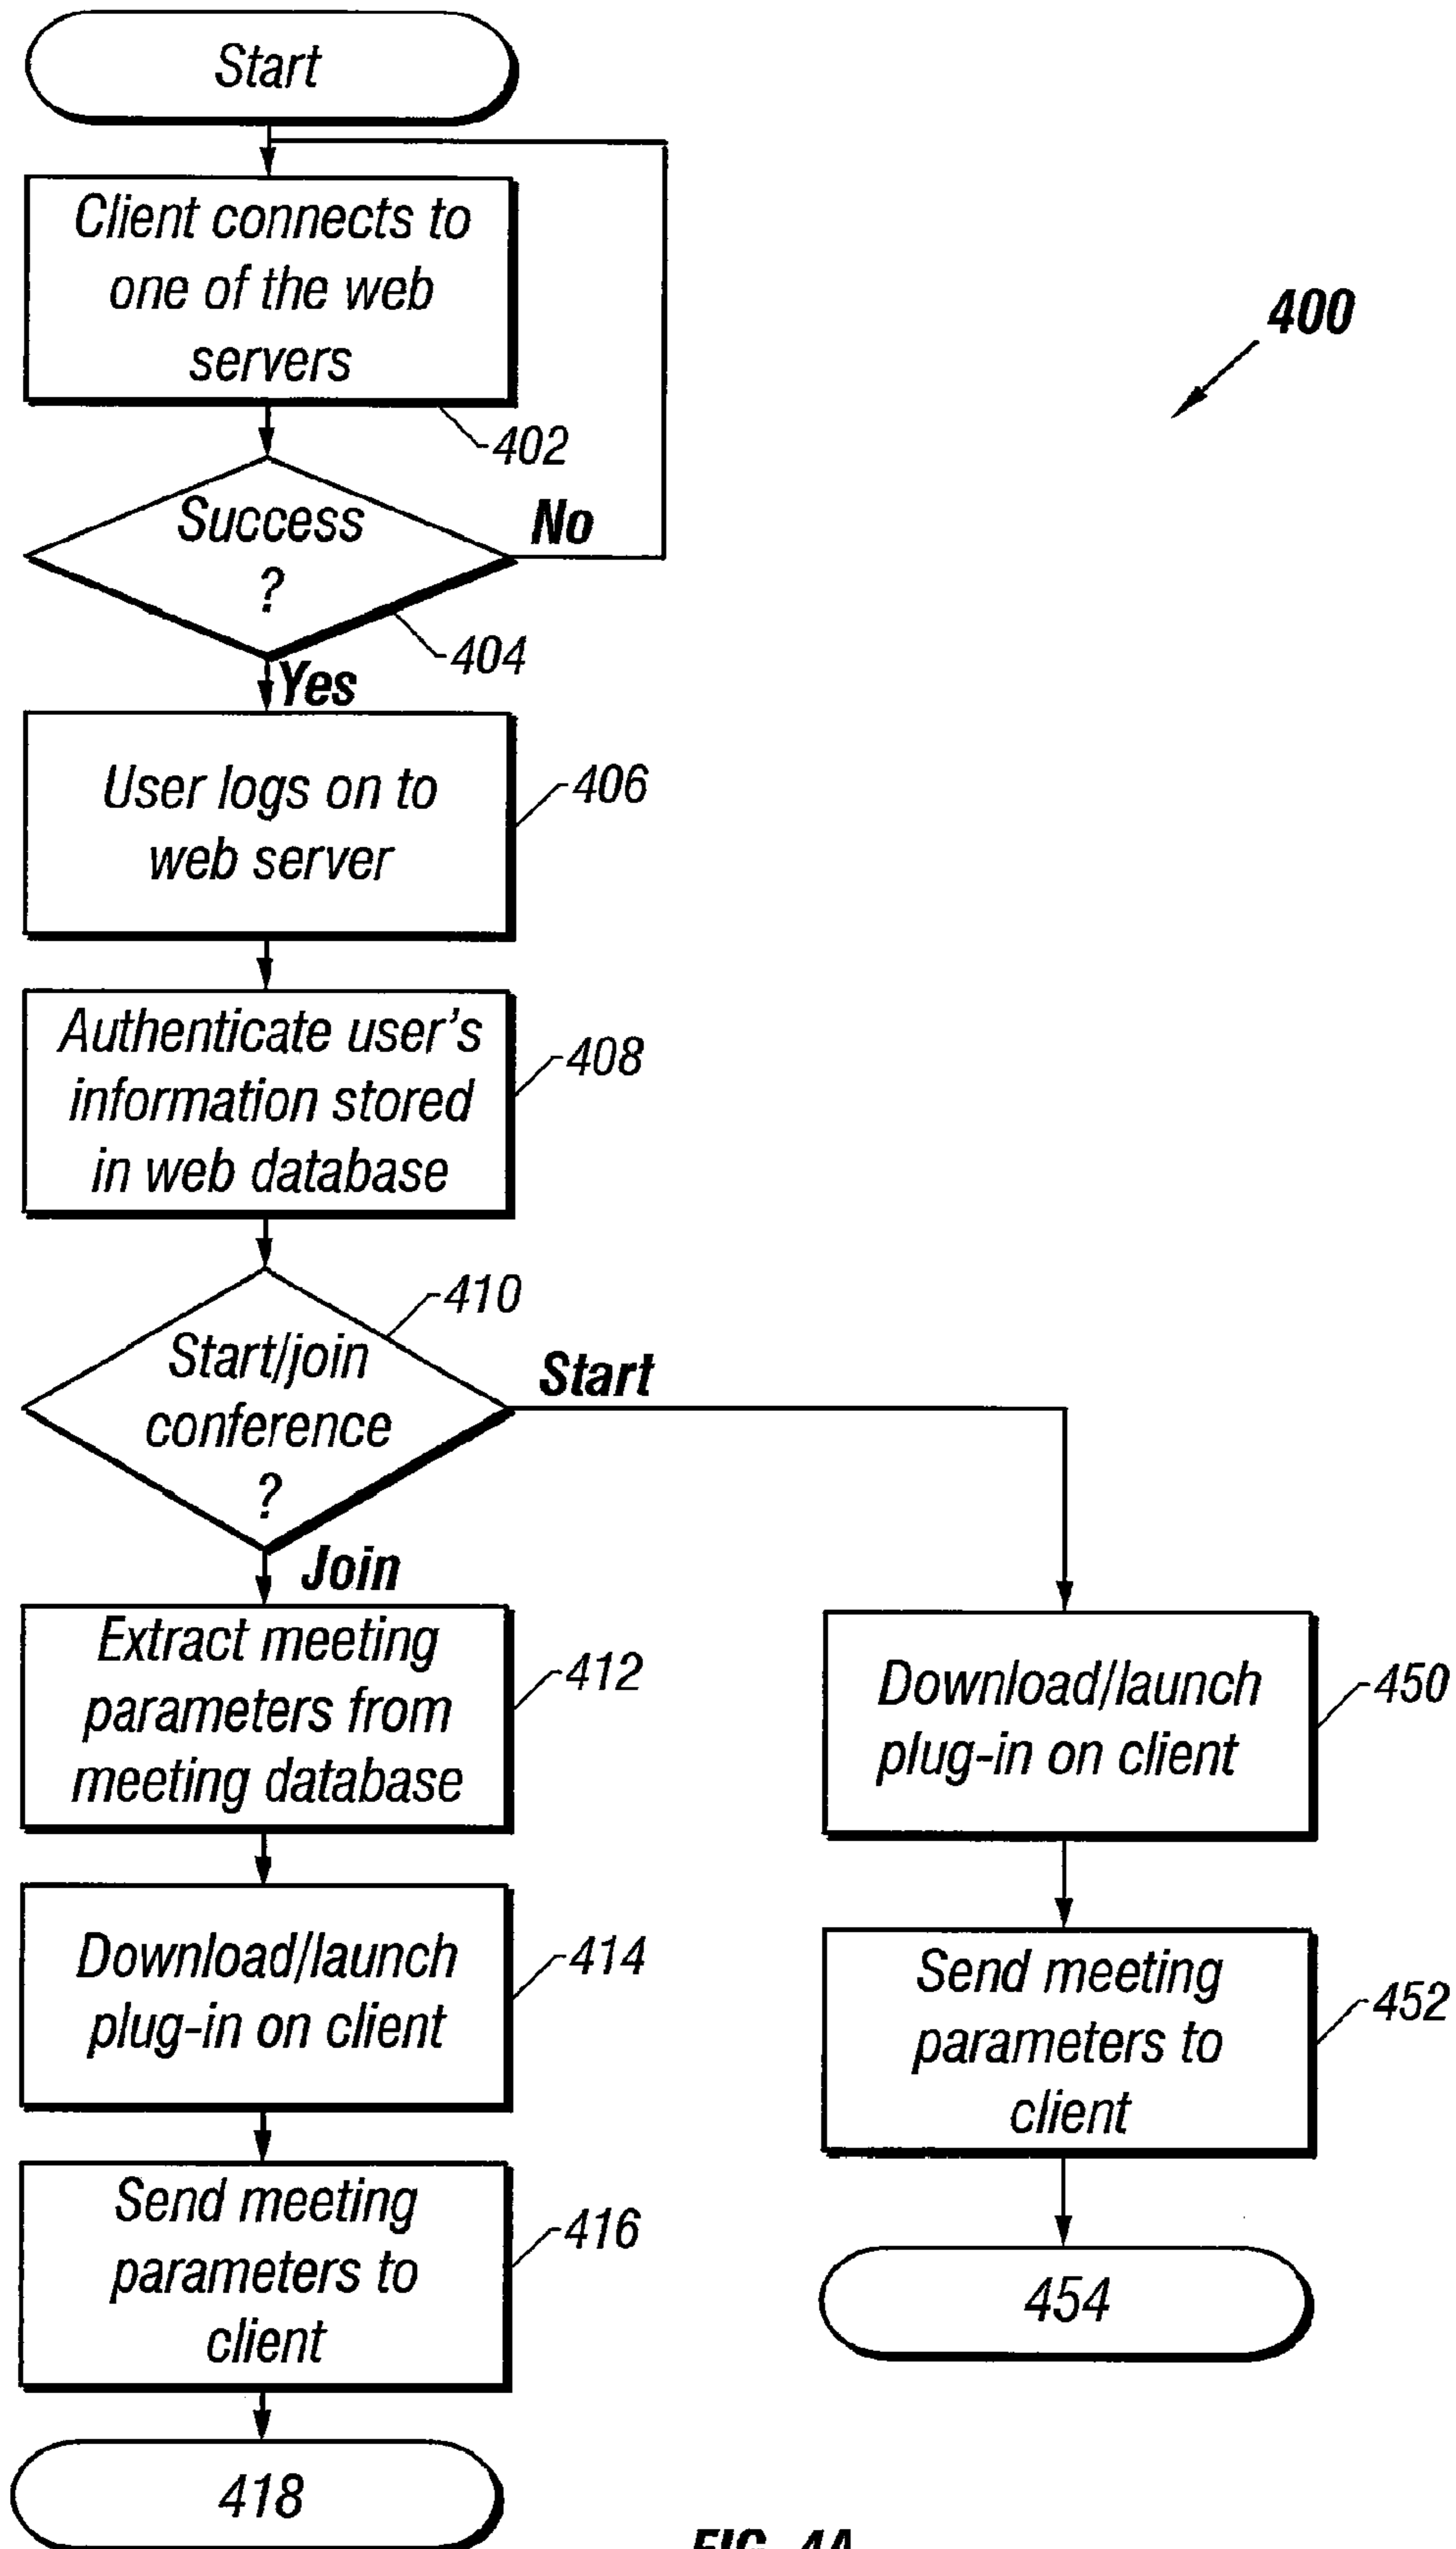 Start
Client connects to
one of the web
servers
402
400
Success
?
No
404
Yes
User logs on to
web server
406
Authenticate user's
information stored
in web database
408
410
Start/join
conference
?
Start
Join
Extract meeting
parameters from
meeting database
412
Download/launch
plug-in on client
450
Download/launch
plug-in on client
414
Send meeting
parameters to
client
452
Send meeting
parameters to
client
416
454
418
FIG. 4A